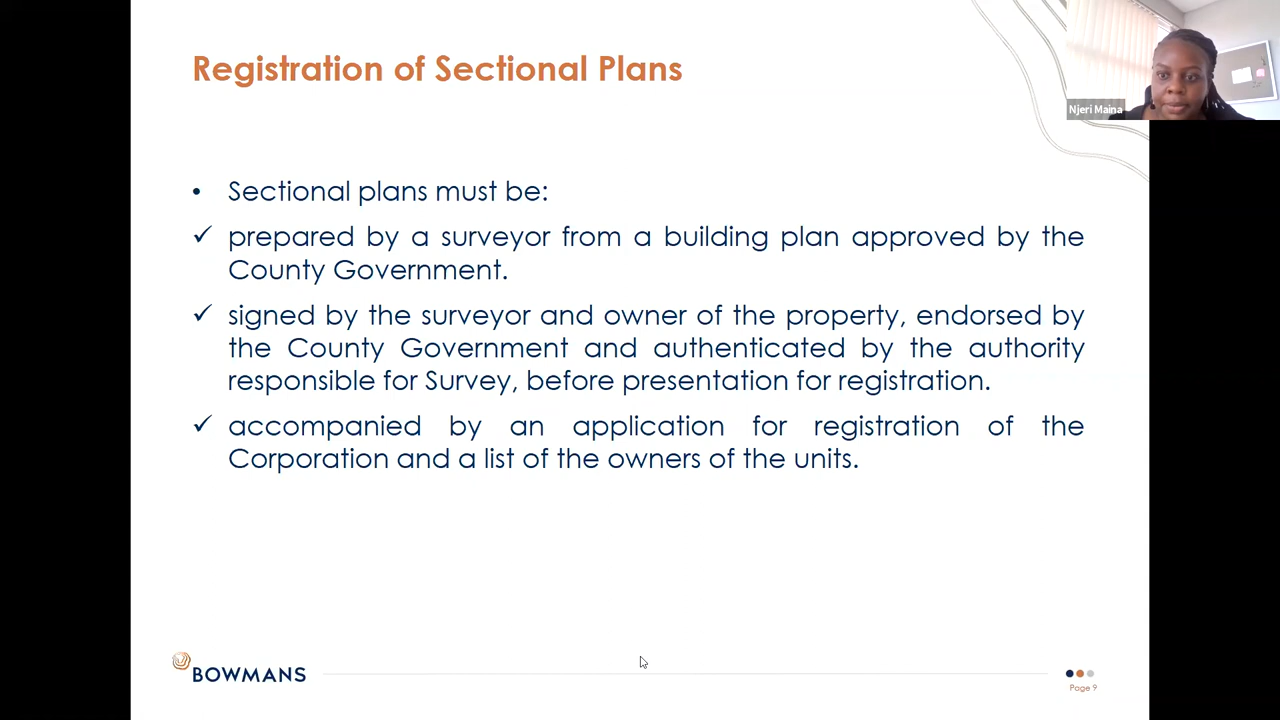 Registration of Sectional Plans
Njeri Maina
• Sectional plans must be:
✓ prepared by a surveyor from a building plan approved by the
County Government.
✓ signed by the surveyor and owner of the property, endorsed by
the County Government and authenticated by the authority
responsible for Survey, before presentation for registration.
✓ accompanied by an application for registration of the
Corporation and a list of the owners of the units.
BOWMANS
Page 9